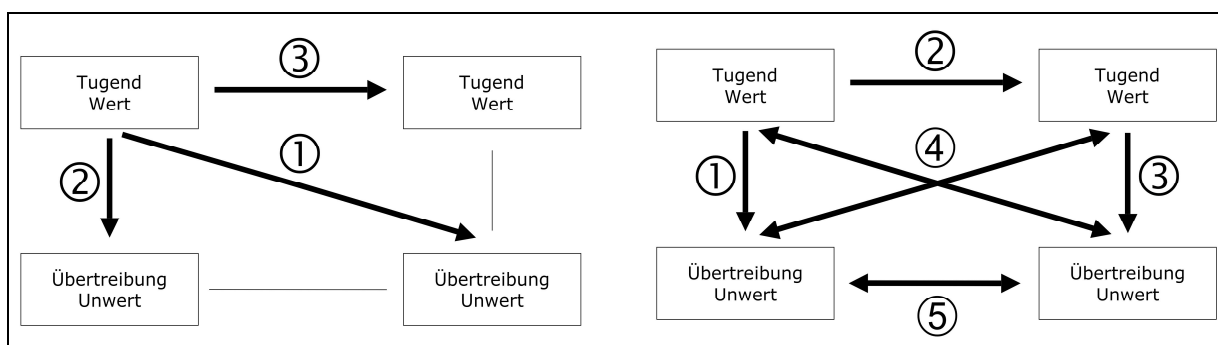 ③
Tugend
Wert
Tugend
Wert
①
②
Übertreibung
Unwert
Übertreibung
Unwert
②
Tugend
Wert
Tugend
Wert
④
①
③
Übertreibung
Unwert
Übertreibung
Unwert
⑤